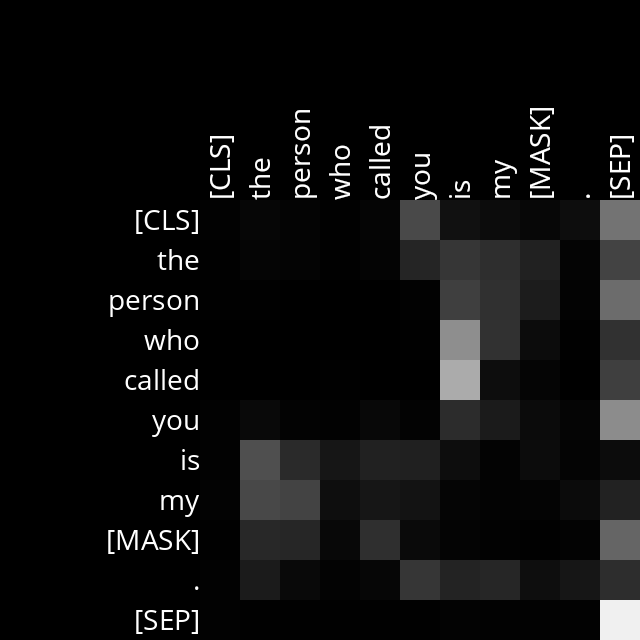 [CLS] the person who called you is my [MASK] . [SEP]
[CLS]
the
person
who
called
you
is
my
[MASK]
.
[SEP]